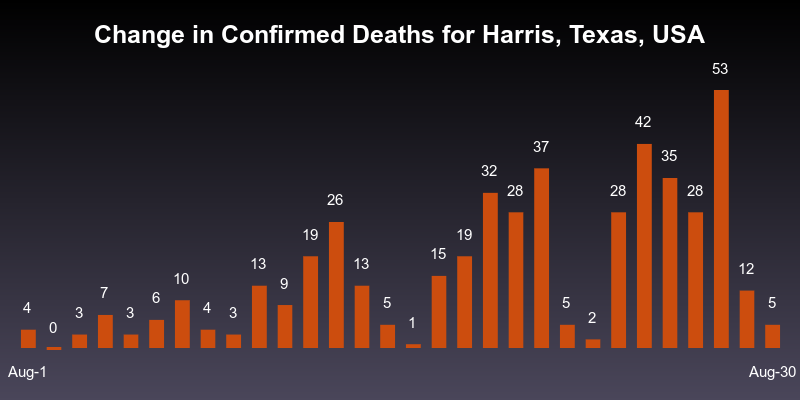 Change in Confirmed Deaths for Harris, Texas, USA
4 0 3 7 3 6 10 4 3 13 9 19 26 13 5 1 15 19 32 28 37 5 2 28 42 35 28 53 12 5
Aug-1 Aug-30